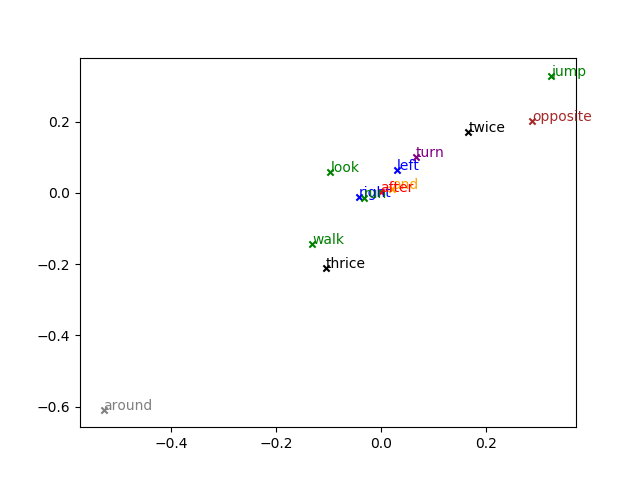 jump
opposite
0.2
twice
turn
left
look
and
after
right
0.0
walk
−0.2
thrice
−0.4
around
−0.6
−0.4
−0.2
0.0
0.2